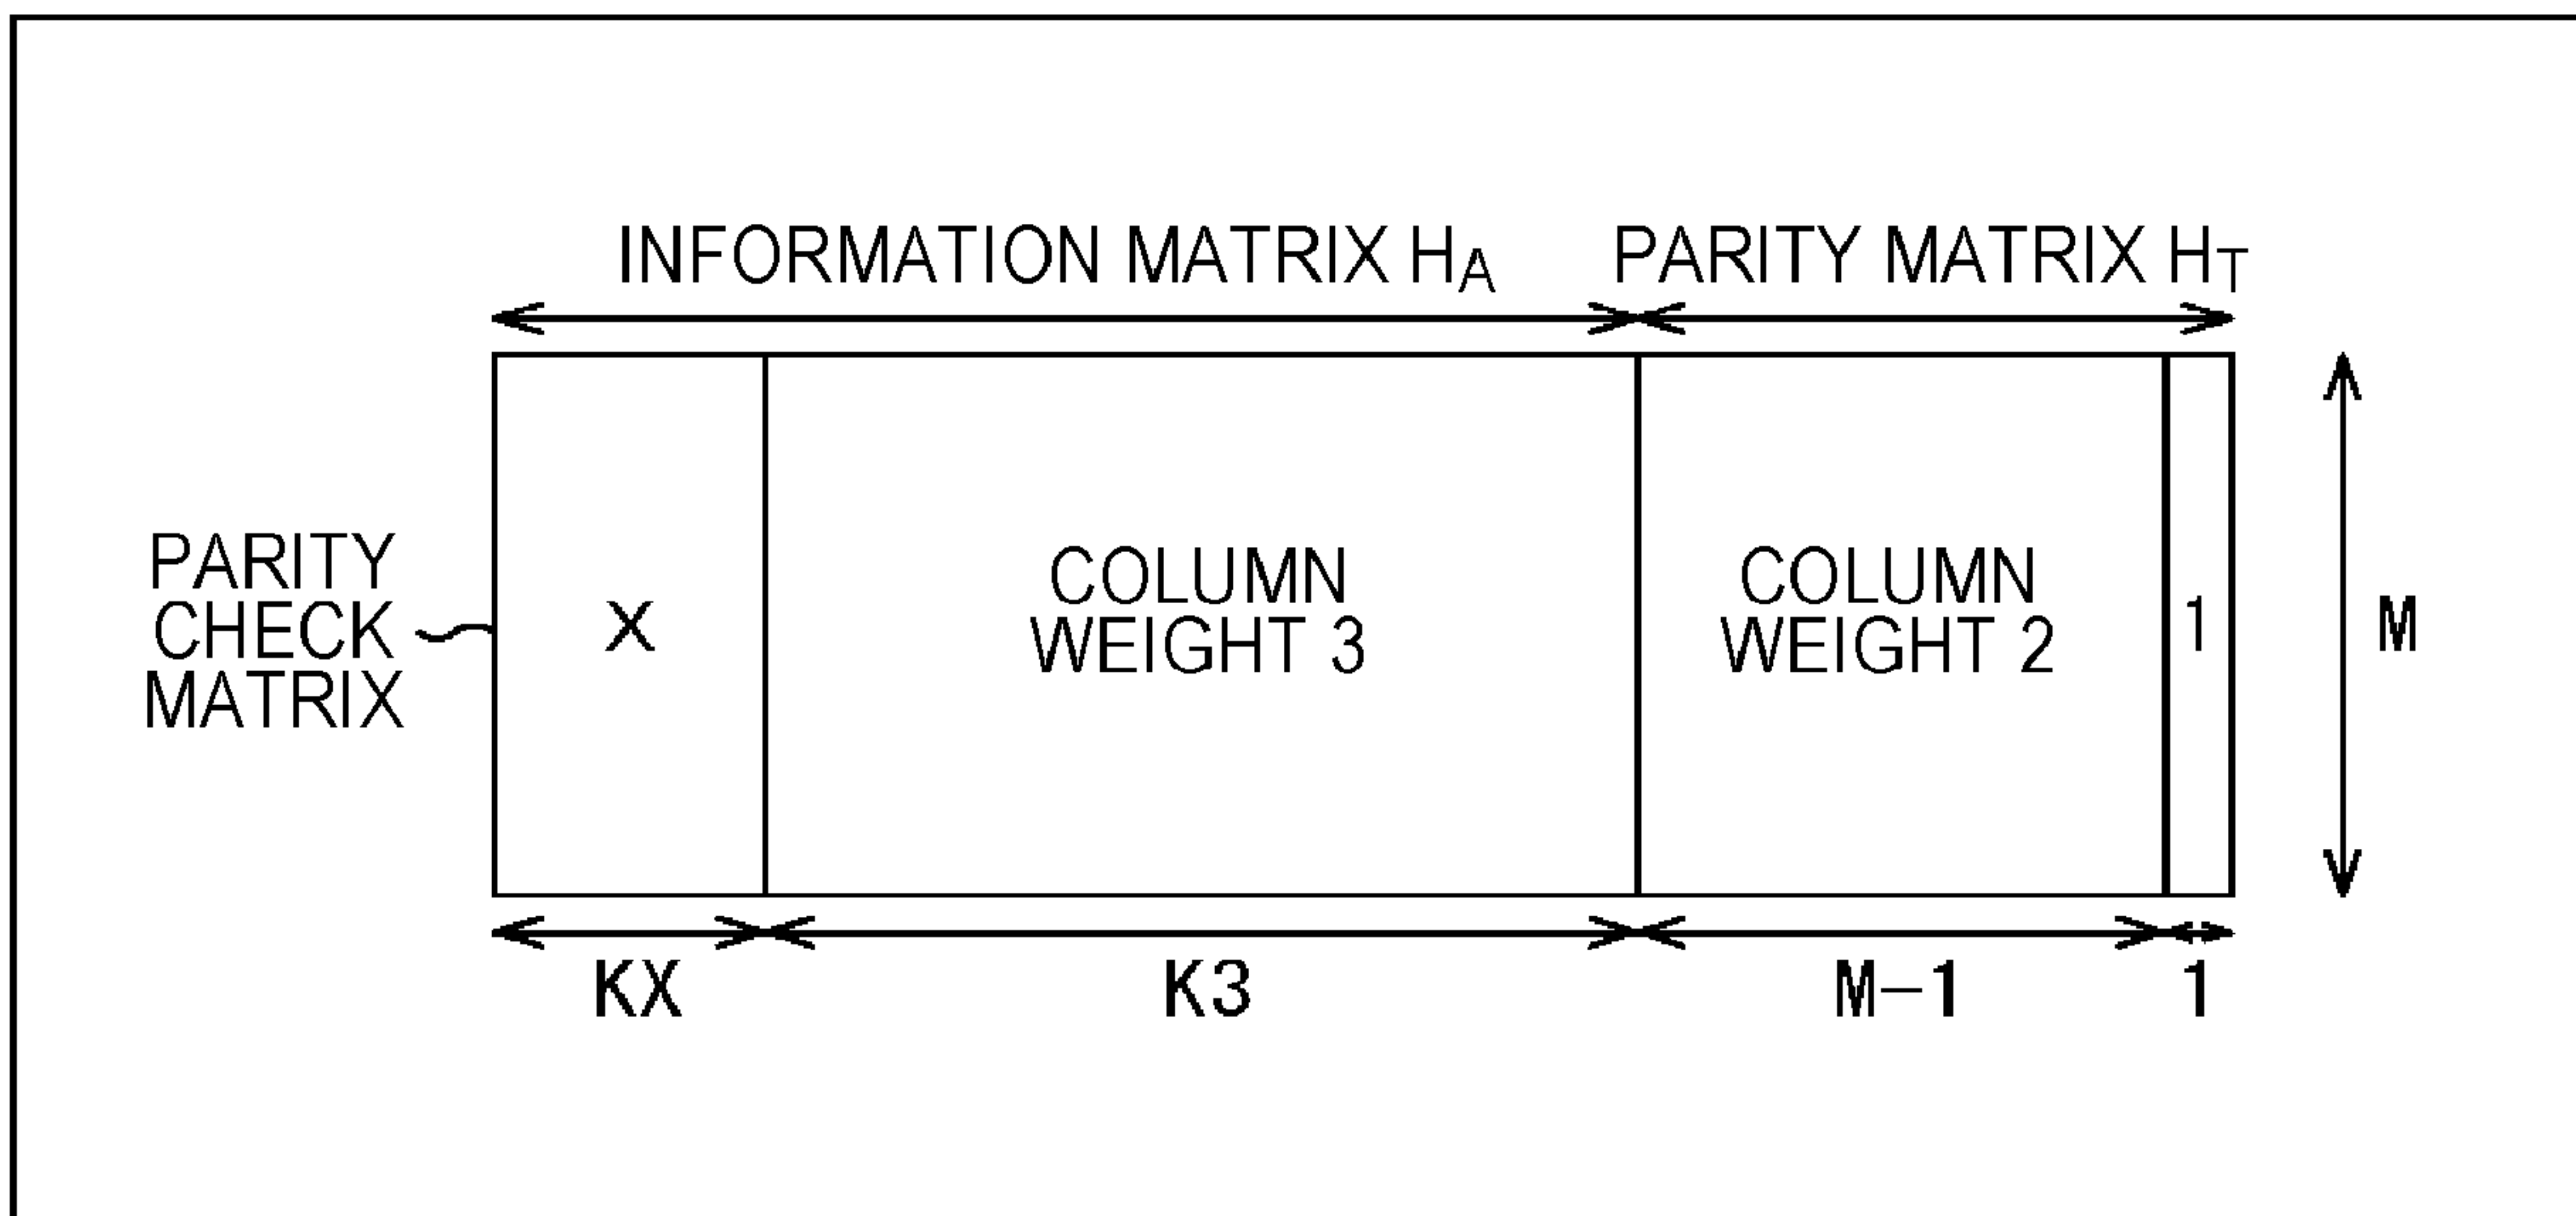 INFORMATION MATRIX HA
PARITY MATRIX HT
PARITY
CHECK
MATRIX
X
COLUMN
WEIGHT 3
COLUMN
WEIGHT 2
1
M
KX
K3
M-1
1